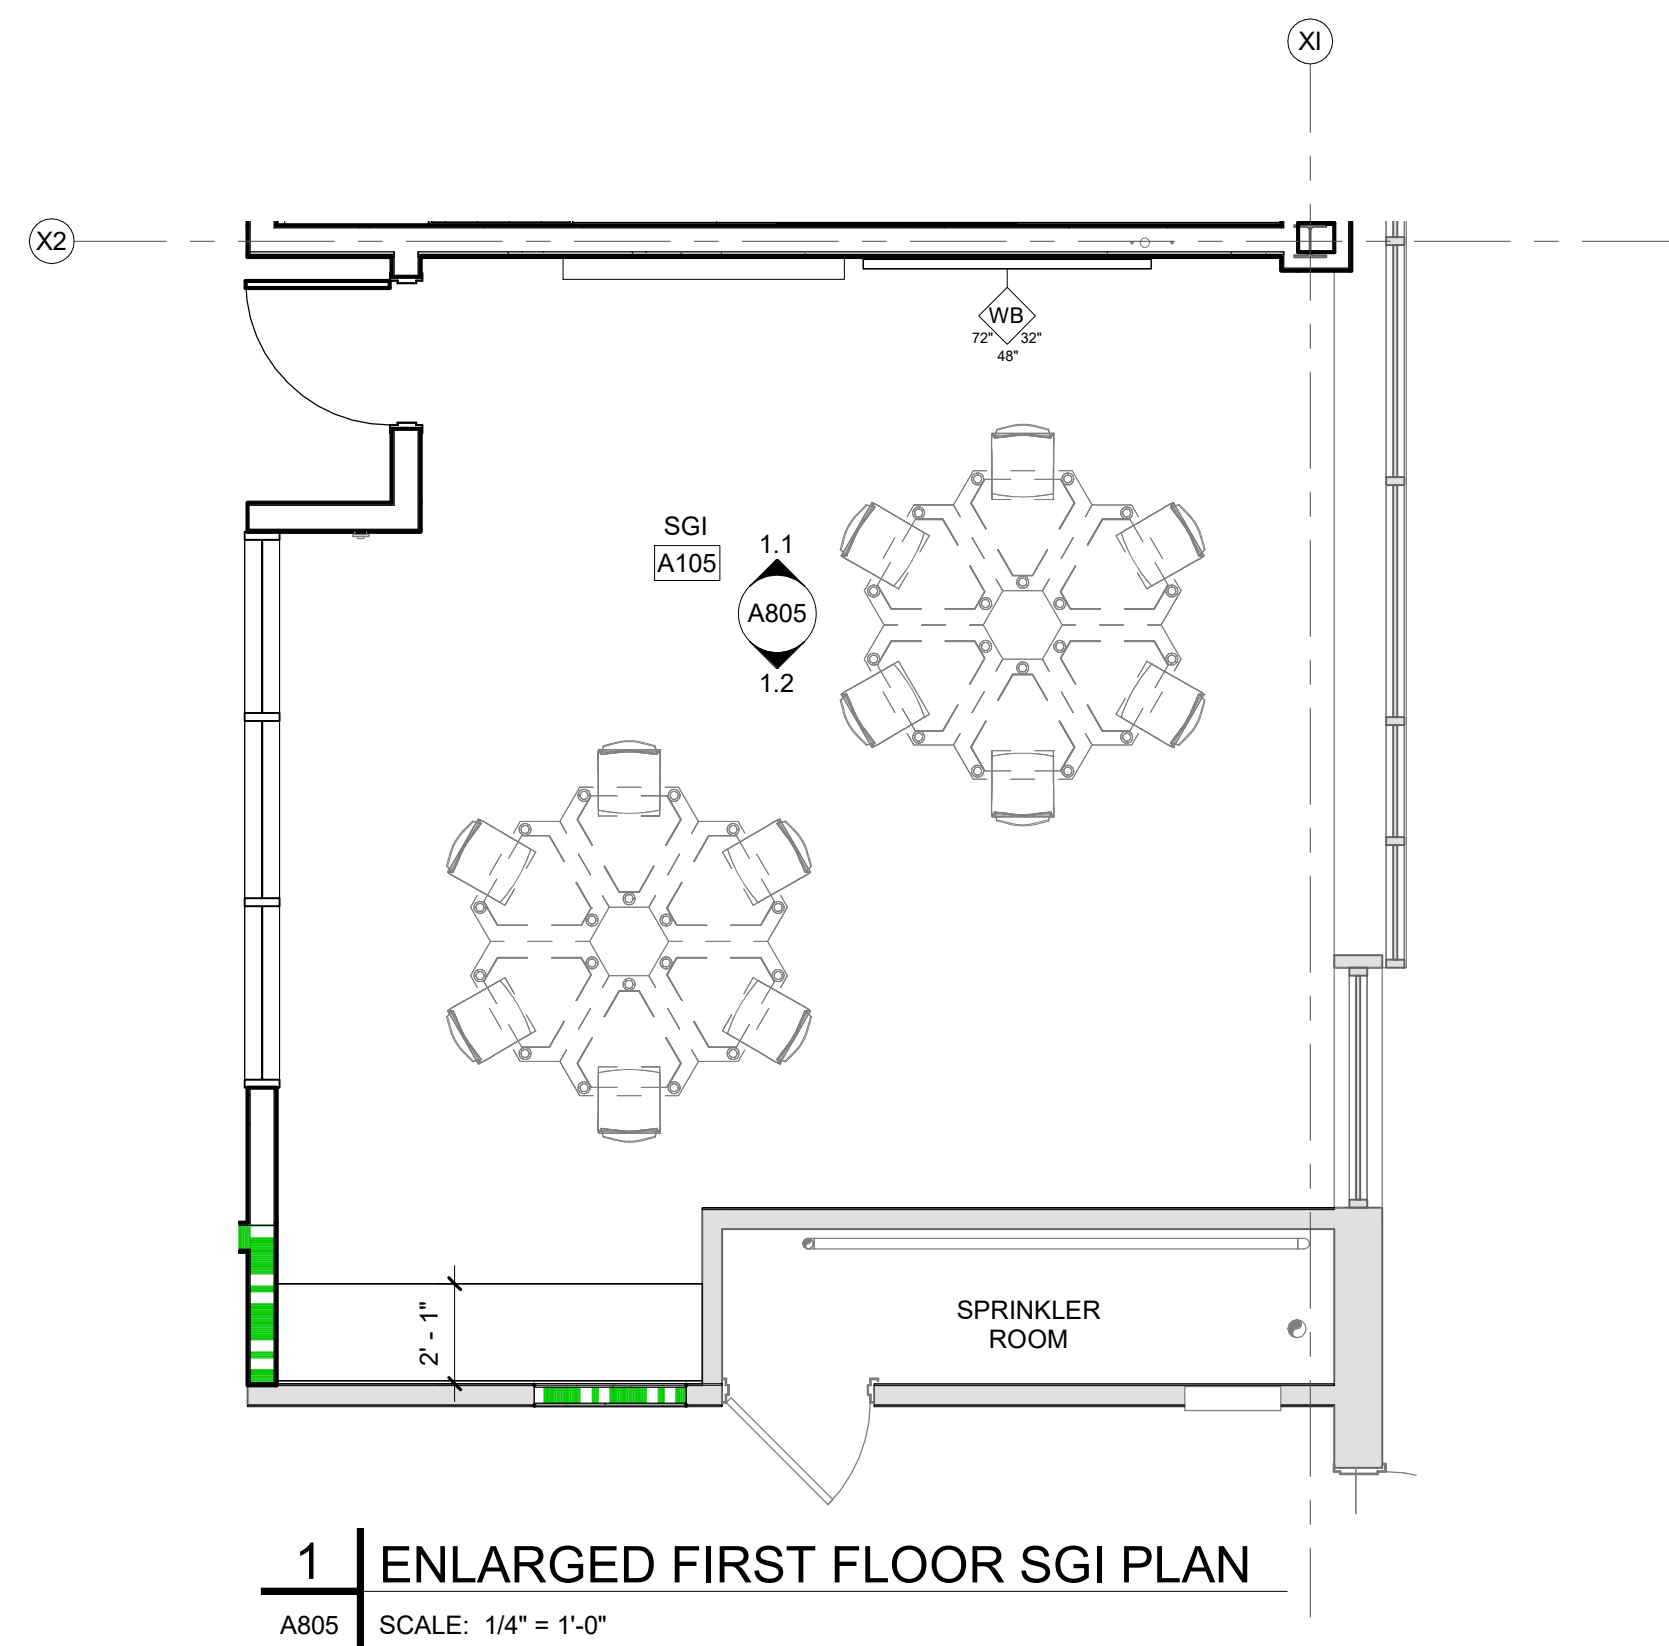 XI
X2
WB
72" 32"
48"
SGI
A105
1.1
A805
1.2
2' - 1"
SPRINKLER
ROOM
1 ENLARGED FIRST FLOOR SGI PLAN
A805 SCALE: 1/4" = 1'-0"